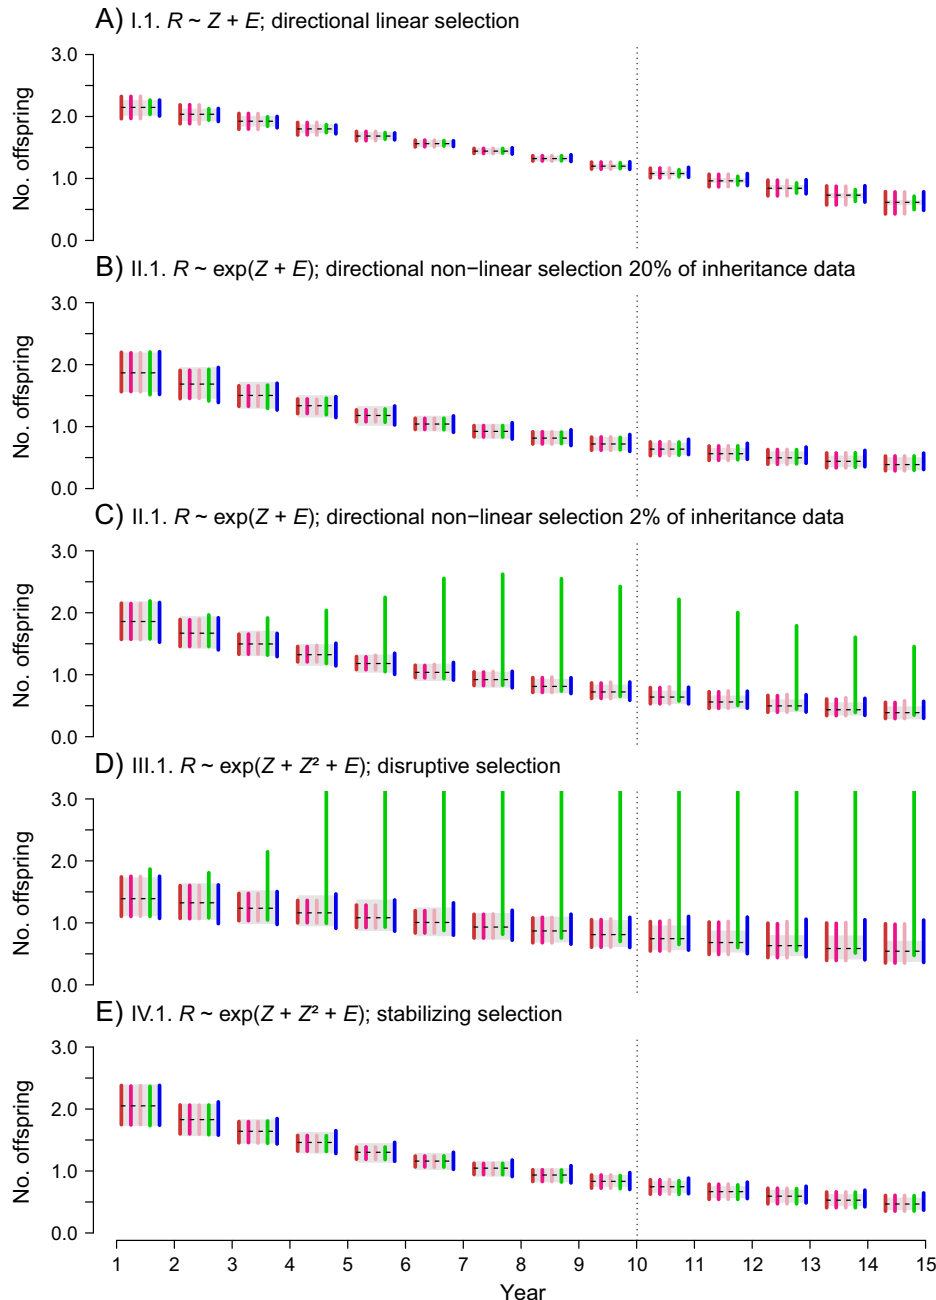 A) I.1. R ~ Z + E; directional linear selection
3.0
2.0
1.0
0.0
No. offspring
B) II.1. R ~ exp(Z + E); directional non−linear selection 20% of inheritance data
3.0
2.0
1.0
0.0
No. offspring
C) II.1. R ~ exp(Z + E); directional non−linear selection 2% of inheritance data
3.0
2.0
1.0
0.0
No. offspring
D) III.1. R ~ exp(Z + Z² + E); disruptive selection
3.0
2.0
1.0
0.0
No. offspring
E) IV.1. R ~ exp(Z + Z² + E); stabilizing selection
3.0
2.0
1.0
0.0
No. offspring
1 2 3 4 5 6 7 8 9 10 11 12 13 14 15
Year